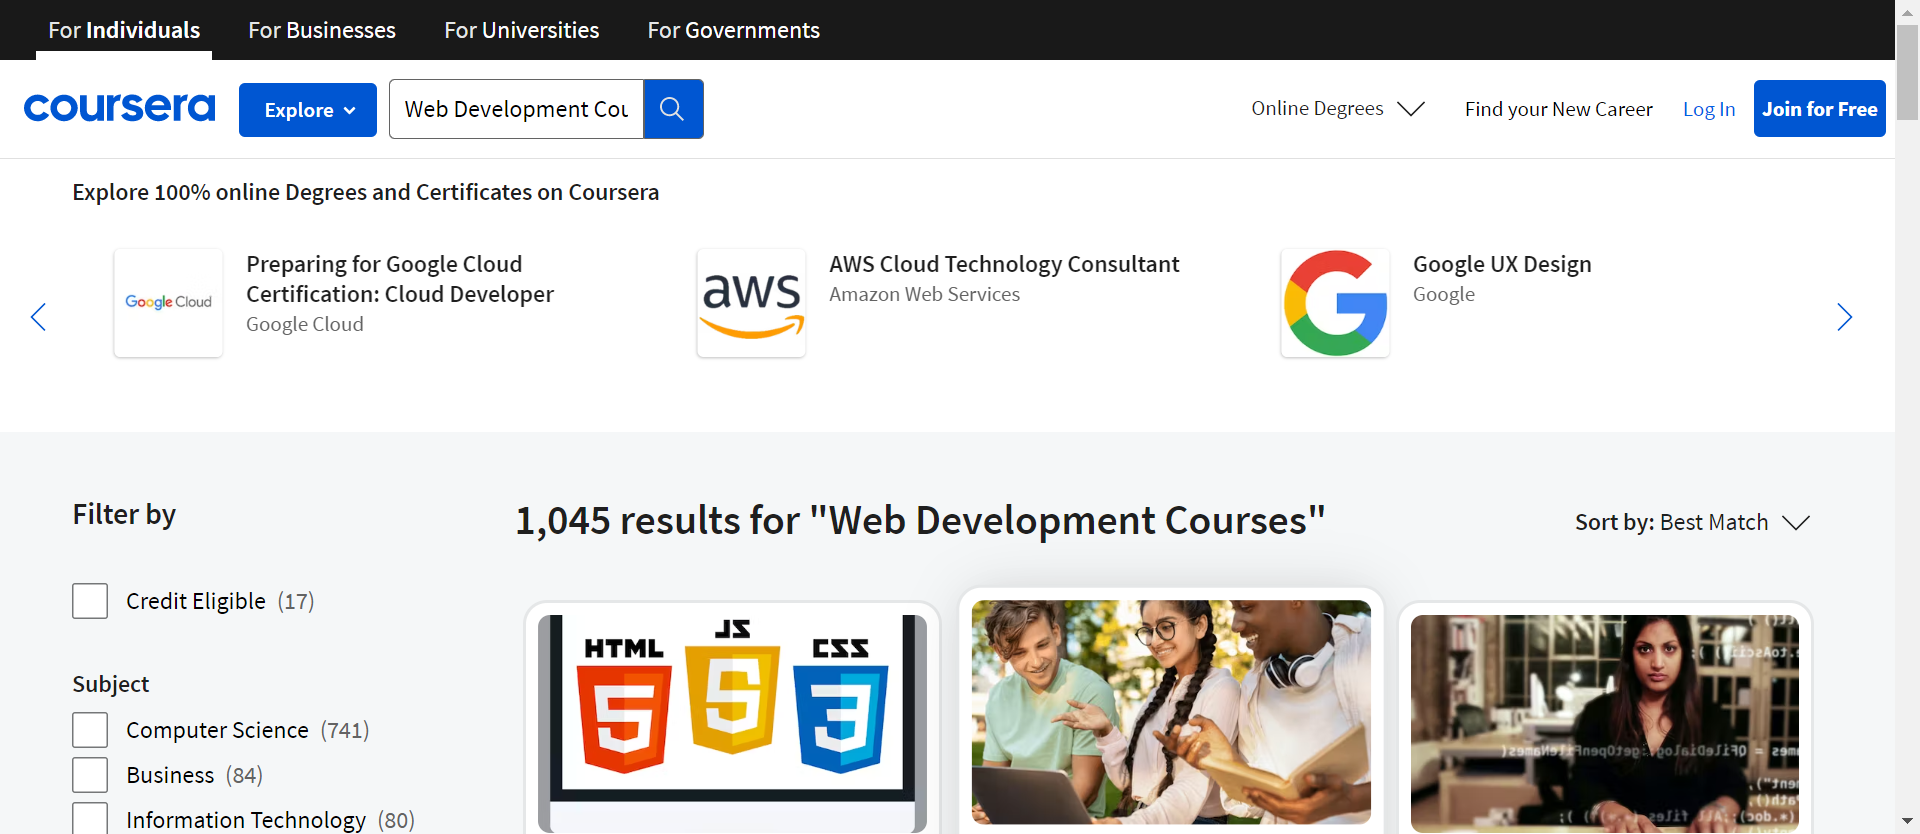 For Individuals
For Businesses
For Universities
For Governments
coursera
Explore
Web Development Cou
Online Degrees
Find your New Career
Log In
Join for Free
Explore 100% online Degrees and Certificates on Coursera
Google Cloud
Preparing for Google Cloud
Certification: Cloud Developer
Google Cloud
aws
AWS Cloud Technology Consultant
Amazon Web Services
Google UX Design
Google
Filter by
1,045 results for "Web Development Courses"
Sort by: Best Match
Credit Eligible (17)
Subject
Computer Science (741)
Business (84)
Information Technology (80)
HTML
JS
CSS
5
5
3